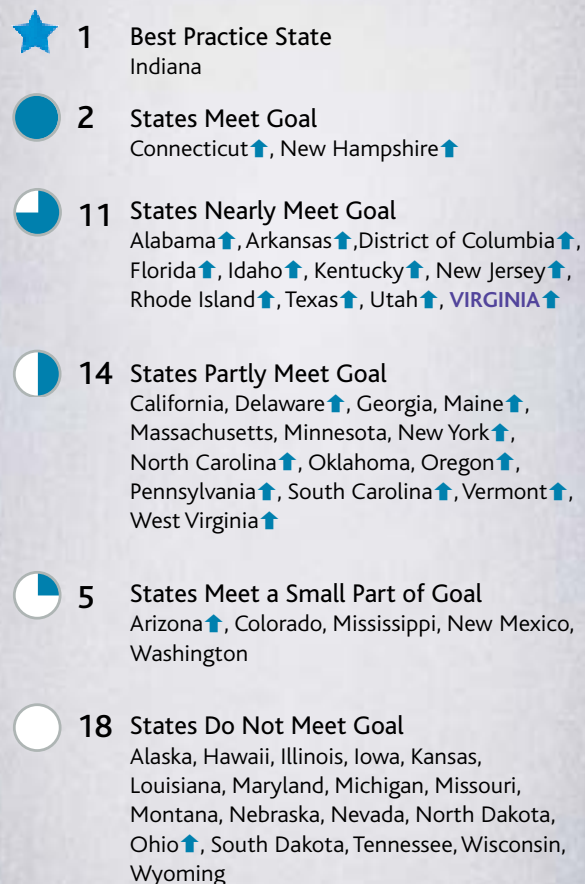 1 Best Practice State
Indiana
2 States Meet Goal
Connecticut⬆, New Hampshire⬆
11 States Nearly Meet Goal
Alabama⬆, Arkansas⬆,District of Columbia⬆,
Florida⬆, Idaho⬆, Kentucky⬆, New Jersey⬆,
Rhode Island⬆, Texas⬆, Utah⬆, VIRGINIA⬆
14 States Partly Meet Goal
California, Delaware⬆, Georgia, Maine⬆,
Massachusetts, Minnesota, New York⬆,
North Carolina⬆, Oklahoma, Oregon⬆,
Pennsylvania⬆, South Carolina⬆, Vermont⬆,
West Virginia⬆
5 States Meet a Small Part of Goal
Arizona⬆, Colorado, Mississippi, New Mexico,
Washington
18 States Do Not Meet Goal
Alaska, Hawaii, Illinois, Iowa, Kansas,
Louisiana, Maryland, Michigan, Missouri,
Montana, Nebraska, Nevada, North Dakota,
Ohio⬆, South Dakota, Tennessee, Wisconsin,
Wyoming